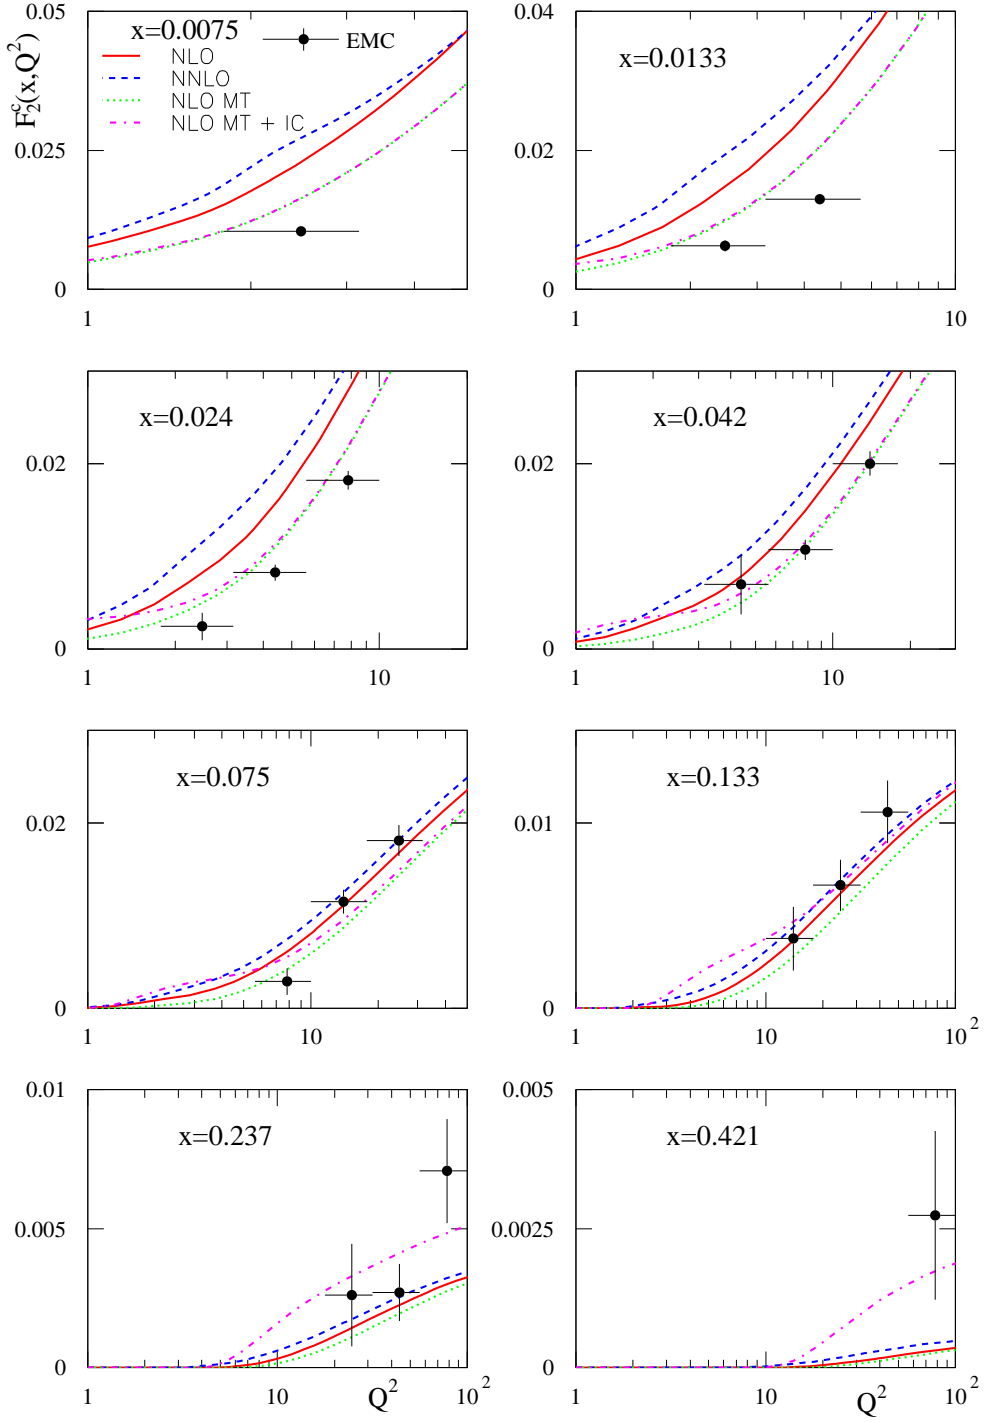 F₂ᶜ(x,Q²)
0.05
0.025
0
x=0.0075
EMC
NLO
NNLO
NLO MT
NLO MT + IC
1
0.04
0.02
0
x=0.0133
1
10
0.02
0
x=0.024
1
10
0.02
0
x=0.042
1
10
0.02
0
x=0.075
1
10
0.01
0
x=0.133
1
10
10²
0.01
0.005
0
x=0.237
1
10
Q²
10²
0.005
0.0025
0
x=0.421
1
10
Q²
10²